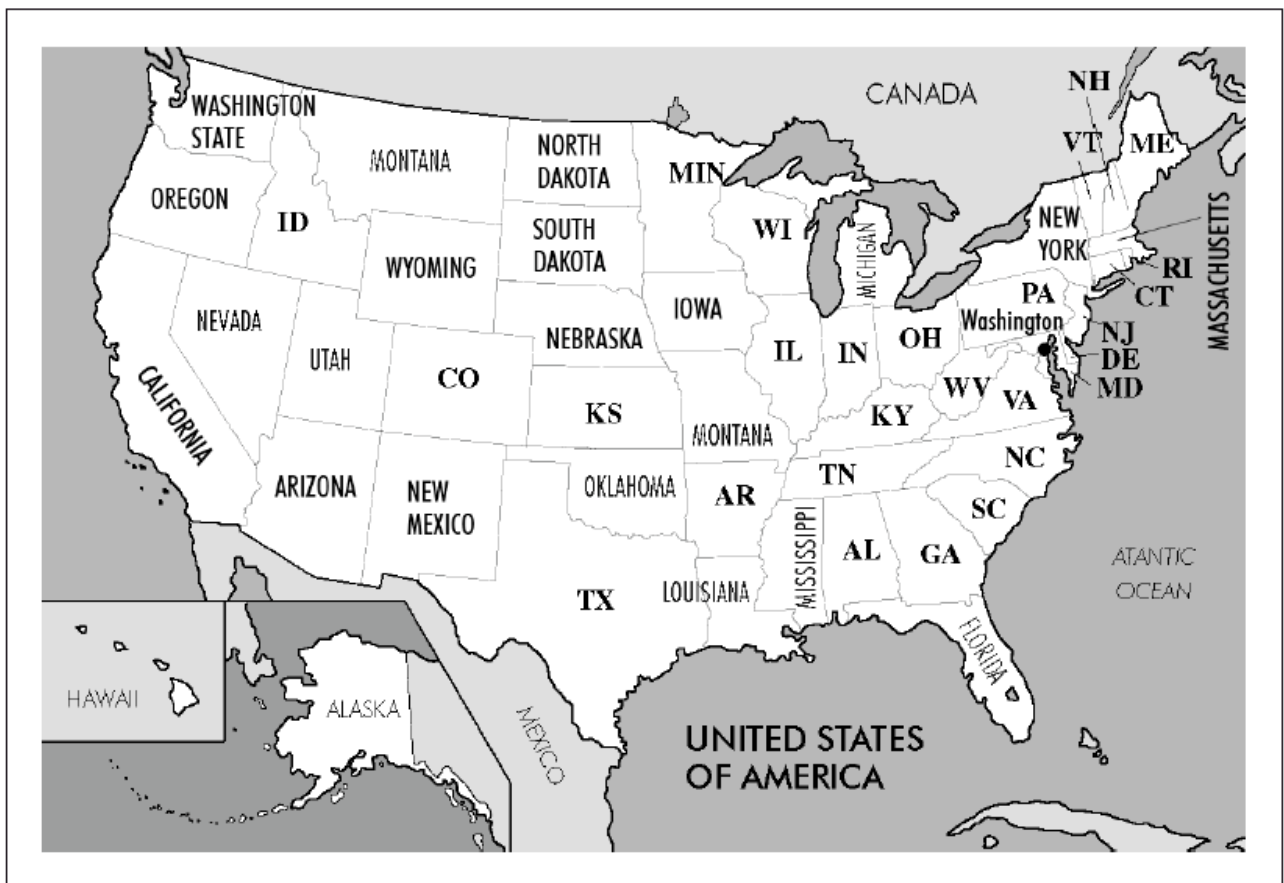 CANADA
NH
WASHINGTON
STATE
MONTANA
NORTH
DAKOTA
MIN
VT
ME
OREGON
ID
WYOMING
SOUTH
DAKOTA
WI
MICHIGAN
NEW
YORK
MASSACHUSETTS
RI
CT
NEVADA
UTAH
CO
NEBRASKA
IOWA
IL
IN
OH
PA
Washington
NJ
DE
MD
CALIFORNIA
KS
MONTANA
KY
WV
VA
ARIZONA
NEW
MEXICO
OKLAHOMA
AR
TN
NC
SC
TX
LOUISIANA
MISSISSIPPI
AL
GA
ATANTIC
OCEAN
FLORIDA
HAWAII
ALASKA
MEXICO
UNITED STATES
OF AMERICA